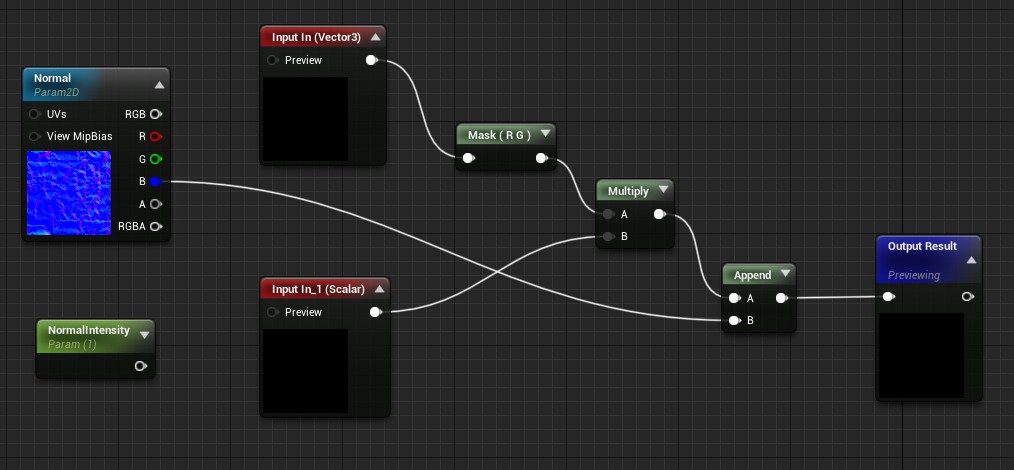 Input In (Vector3)
Preview
Normal
Param2D
UVs
RGB
View MipBias
R
G
B
A
RGBA
Mask ( R G )
Multiply
A
B
Input In_1 (Scalar)
Preview
NormalIntensity
Param (1)
Append
A
B
Output Result
Previewing